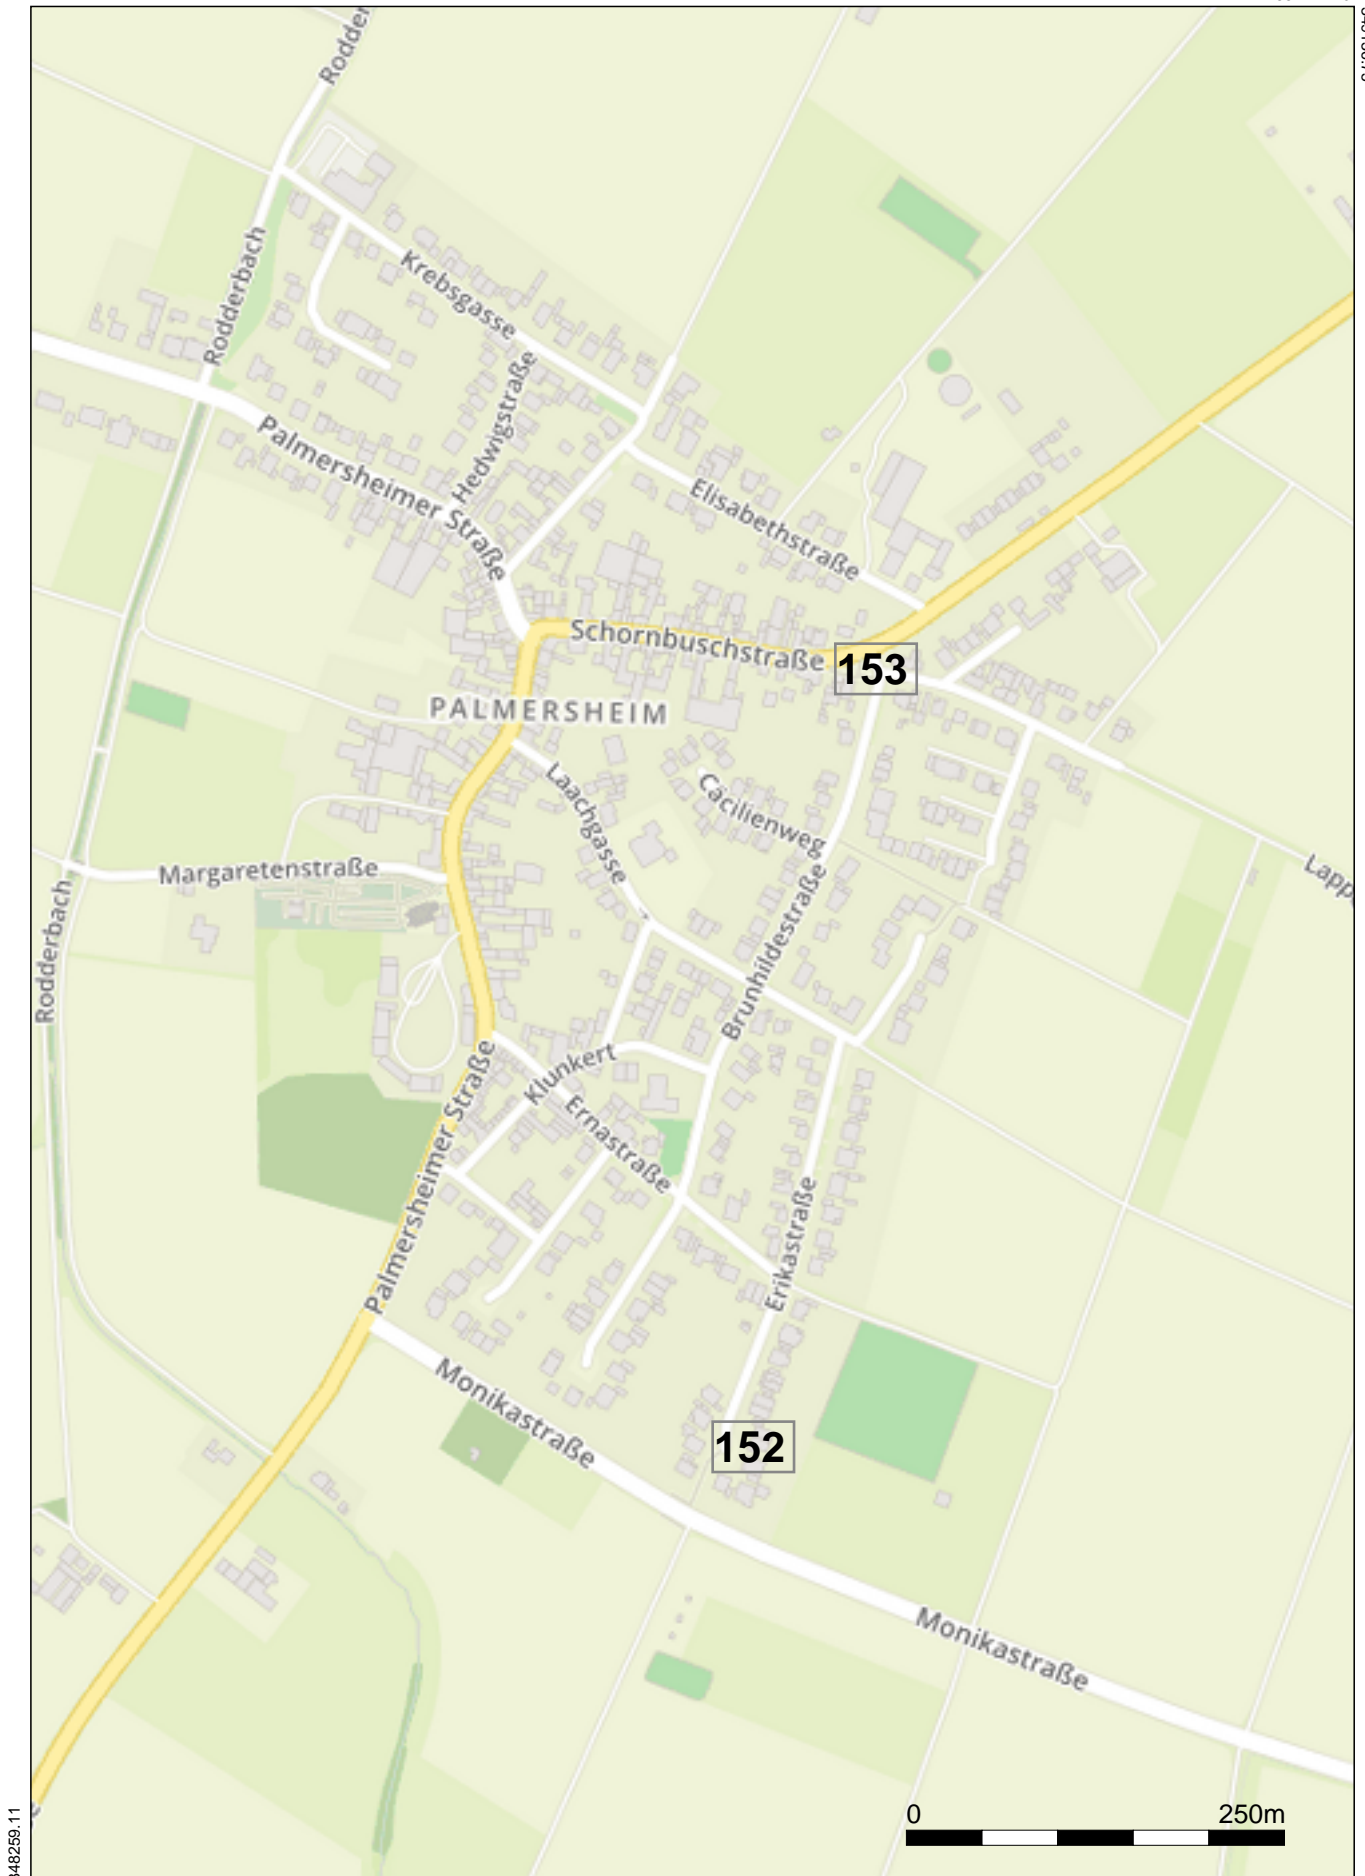 Rodder
Krebsgasse
Rodderbach
Hedwigstraße
Palmersheimer Straße
Elisabethstraße
Schornbuschstraße
153
PALMERSHEIM
Laachgasse
Cäcilienweg
Margaretenstraße
Lapp
Rodderbach
Brunhildestraße
Klunkert
Ernastraße
Palmersheimer Straße
Erikastraße
Monikastraße
152
Monikastraße
0 250m
348259.11